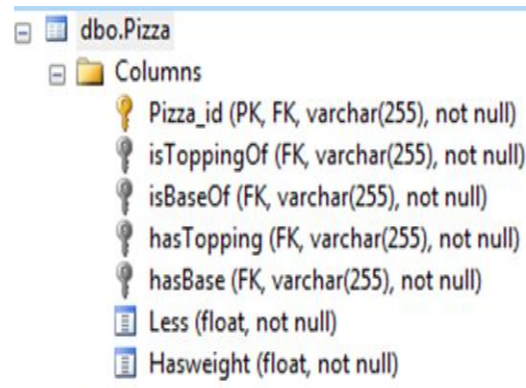 dbo.Pizza
Columns
Pizza_id (PK, FK, varchar(255), not null)
isToppingOf (FK, varchar(255), not null)
isBaseOf (FK, varchar(255), not null)
hasTopping (FK, varchar(255), not null)
hasBase (FK, varchar(255), not null)
Less (float, not null)
Hasweight (float, not null)